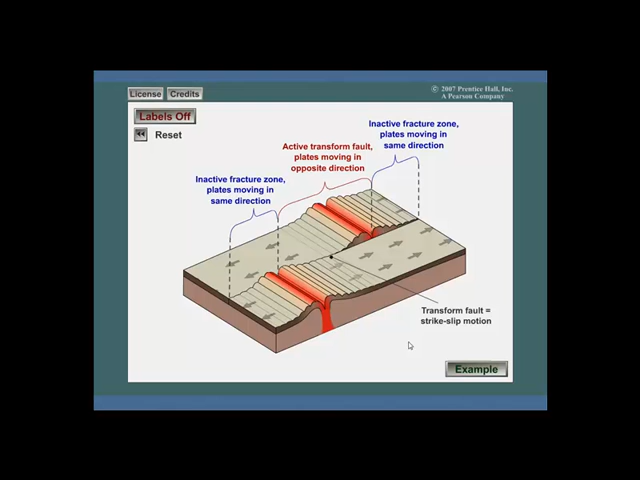 License
Credits
© 2007 Prentice Hall, Inc.
A Pearson Company
Labels Off
Reset
Inactive fracture zone,
plates moving in
same direction
Active transform fault,
plates moving in
opposite direction
Inactive fracture zone,
plates moving in
same direction
Transform fault =
strike-slip motion
Example